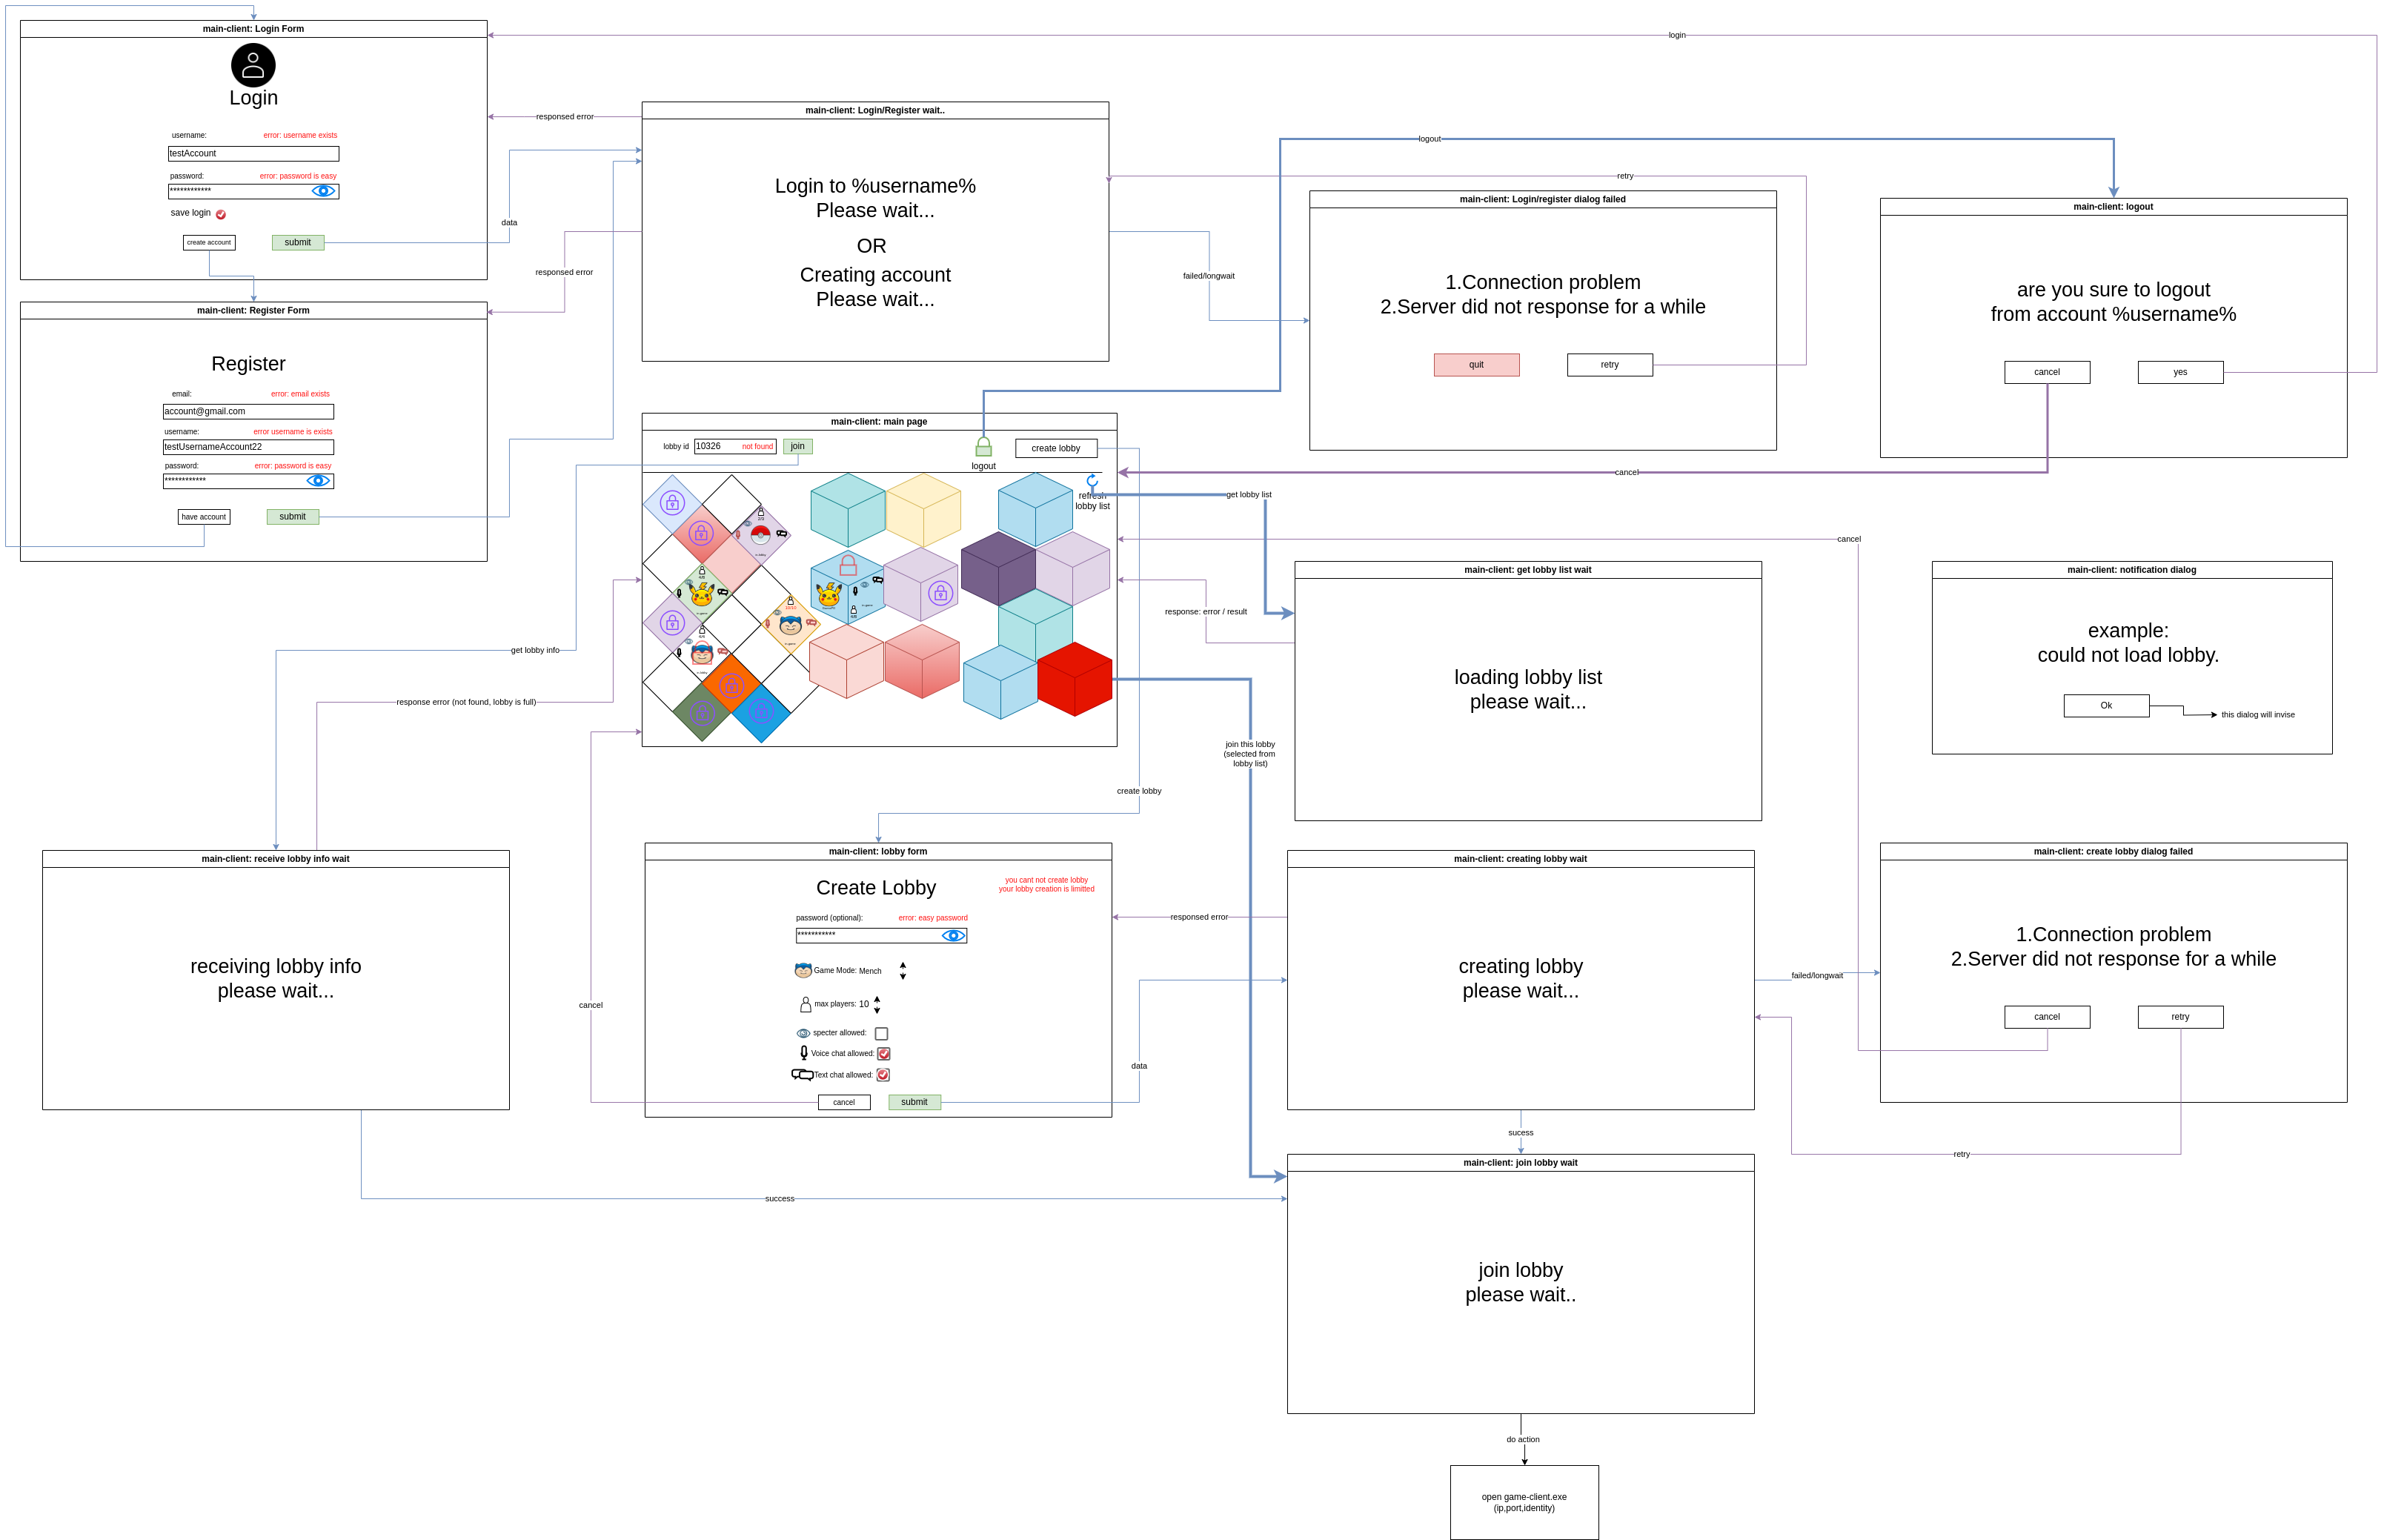 main-client: Login Form
Login
username:
error: username exists
testAccount
password:
error: password is easy
************
save login
create account
submit
main-client: Register Form
Register
email:
error: email exists
account@gmail.com
username:
error username is exists
testUsernameAccount22
password:
error: password is easy
************
have account
submit
data
responsed error
responsed error
main-client: Login/Register wait..
Login to %username%
Please wait...
OR
Creating account
Please wait...
failed/longwait
login
logout
retry
main-client: Login/register dialog failed
1.Connection problem
2.Server did not response for a while
quit
retry
main-client: logout
are you sure to logout
from account %username%
cancel
yes
cancel
main-client: main page
lobby id
10326
not found
join
logout
create lobby
refresh
lobby list
get lobby list
cancel
response: error / result
get lobby info
response error (not found, lobby is full)
main-client: get lobby list wait
loading lobby list
please wait...
main-client: notification dialog
example:
could not load lobby.
Ok
this dialog will invise
join this lobby
(selected from
lobby list)
create lobby
main-client: receive lobby info wait
receiving lobby info
please wait...
cancel
main-client: lobby form
Create Lobby
you cant not create lobby
your lobby creation is limitted
password (optional):
error: easy password
***********
Game Mode:
Mench
max players:
10
specter allowed:
Voice chat allowed:
Text chat allowed:
cancel
submit
responsed error
data
main-client: creating lobby wait
creating lobby
please wait...
failed/longwait
main-client: create lobby dialog failed
1.Connection problem
2.Server did not response for a while
cancel
retry
retry
sucess
success
main-client: join lobby wait
join lobby
please wait..
do action
open game-client.exe
(ip,port,identity)